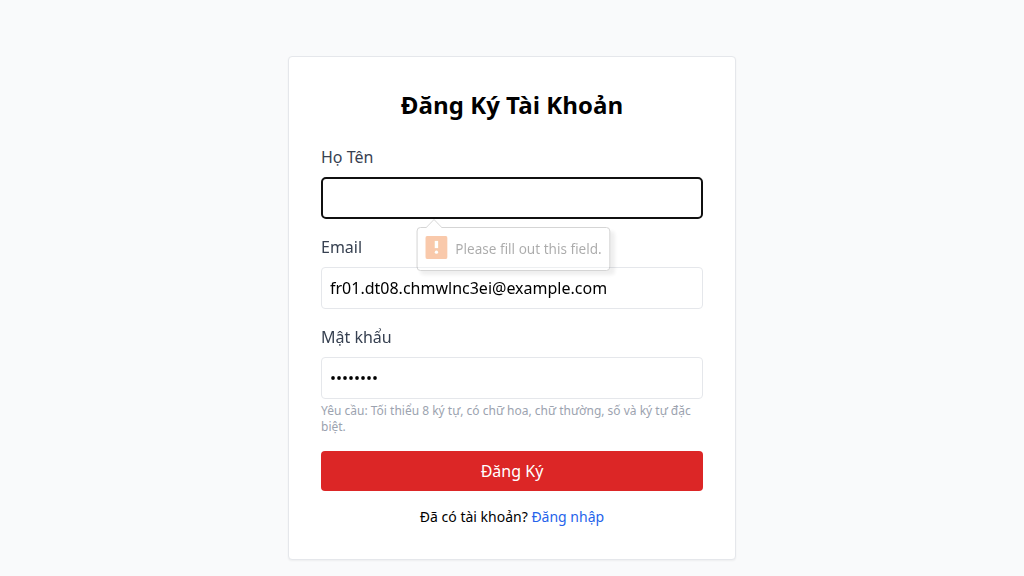 Đăng Ký Tài Khoản
Họ Tên
Email
Please fill out this field.
fr01.dt08.chmwlnc3ei@example.com
Mật khẩu
••••••••
Yêu cầu: Tối thiểu 8 ký tự, có chữ hoa, chữ thường, số và ký tự đặc
biệt.
Đăng Ký
Đã có tài khoản? Đăng nhập